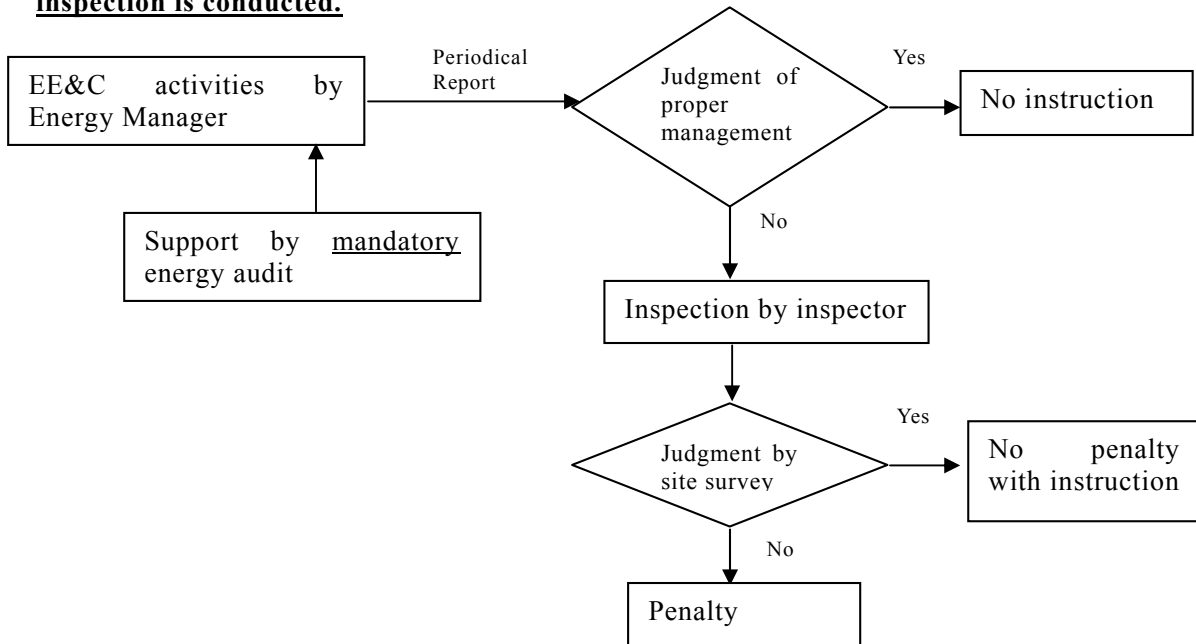 inspection is conducted.
Periodical
Report
EE&C activities by
Energy Manager
Judgment of
proper
management
Yes
No instruction
Support by mandatory
energy audit
No
Inspection by inspector
Judgment by
site survey
Yes
No penalty
with instruction
No
Penalty